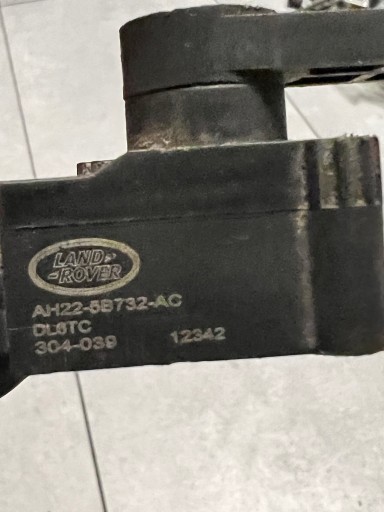 LAND-
-ROVER
AH22-5B732-AC
DL8TC
304-039 12342